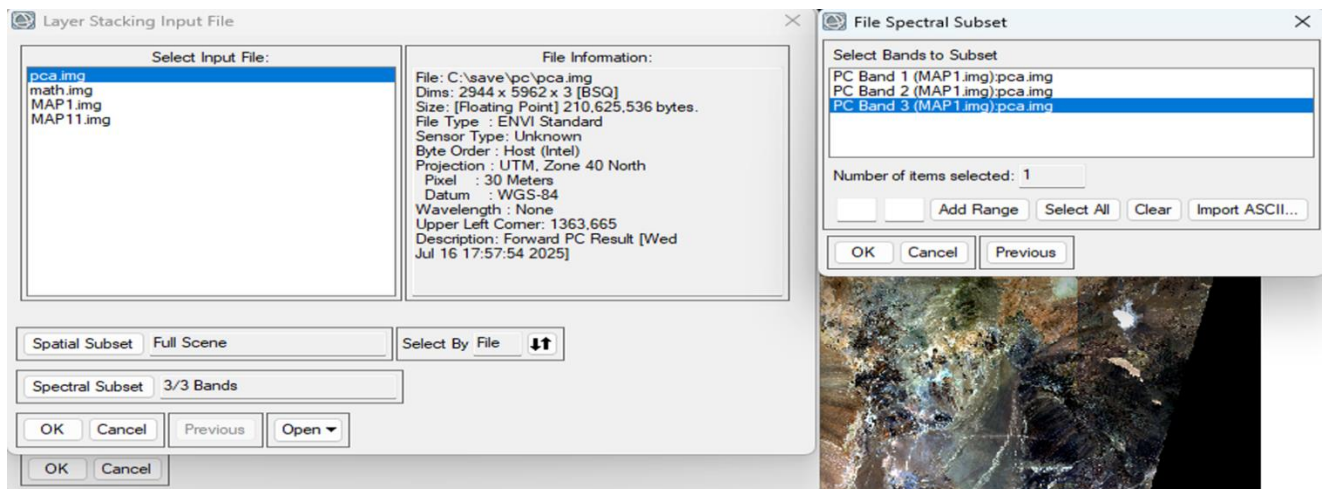 Layer Stacking Input File
Select Input File:
pca.img
math.img
MAP1.img
MAP11.img
File Information:
File: C:\save\pc\pca.img
Dims: 2944 x 5962 x 3 [BSQ]
Size: [Floating Point] 210,625,536 bytes.
File Type : ENVI Standard
Sensor Type: Unknown
Byte Order : Host (Intel)
Projection : UTM, Zone 40 North
Pixel : 30 Meters
Datum : WGS-84
Wavelength : None
Upper Left Corner: 1363,665
Description: Forward PC Result [Wed
Jul 16 17:57:54 2025]
Spatial Subset Full Scene
Select By File
Spectral Subset 3/3 Bands
OK Cancel Previous Open
OK Cancel
File Spectral Subset
Select Bands to Subset
PC Band 1 (MAP1.img):pca.img
PC Band 2 (MAP1.img):pca.img
PC Band 3 (MAP1.img):pca.img
Number of items selected: 1
Add Range Select All Clear Import ASCII...
OK Cancel Previous